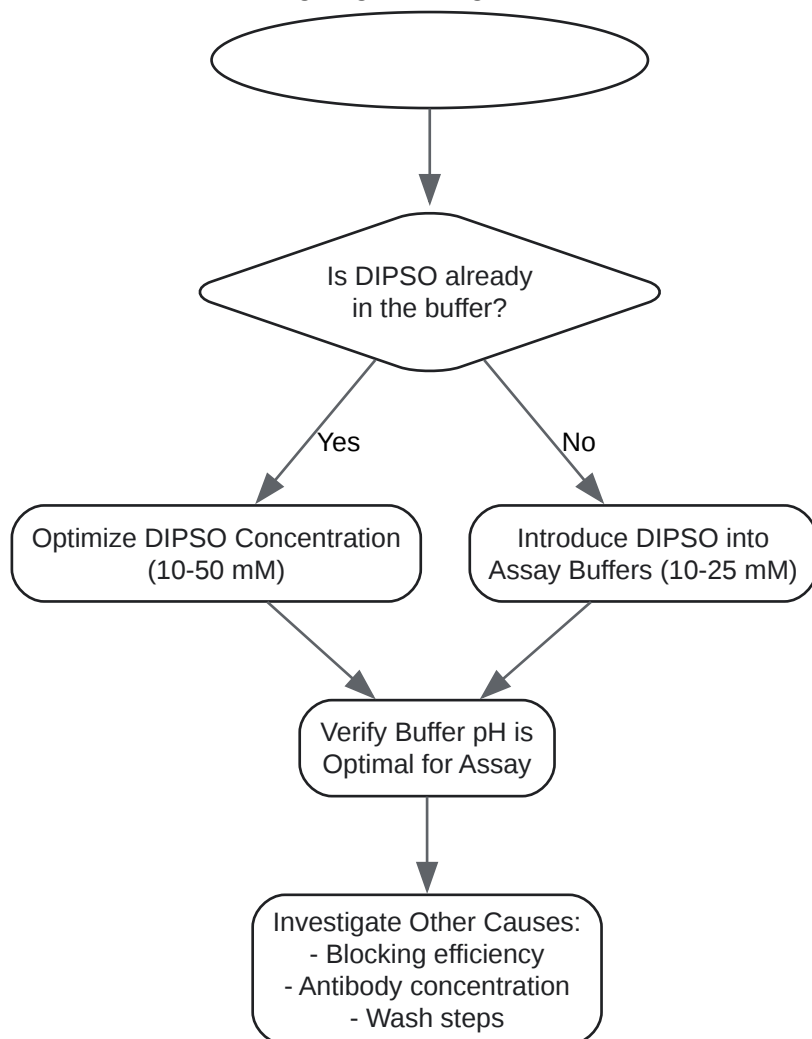 Is DIPSO already
in the buffer?
Yes
No
Optimize DIPSO Concentration
(10-50 mM)
Introduce DIPSO into
Assay Buffers (10-25 mM)
Verify Buffer pH is
Optimal for Assay
Investigate Other Causes:
- Blocking efficiency
- Antibody concentration
- Wash steps